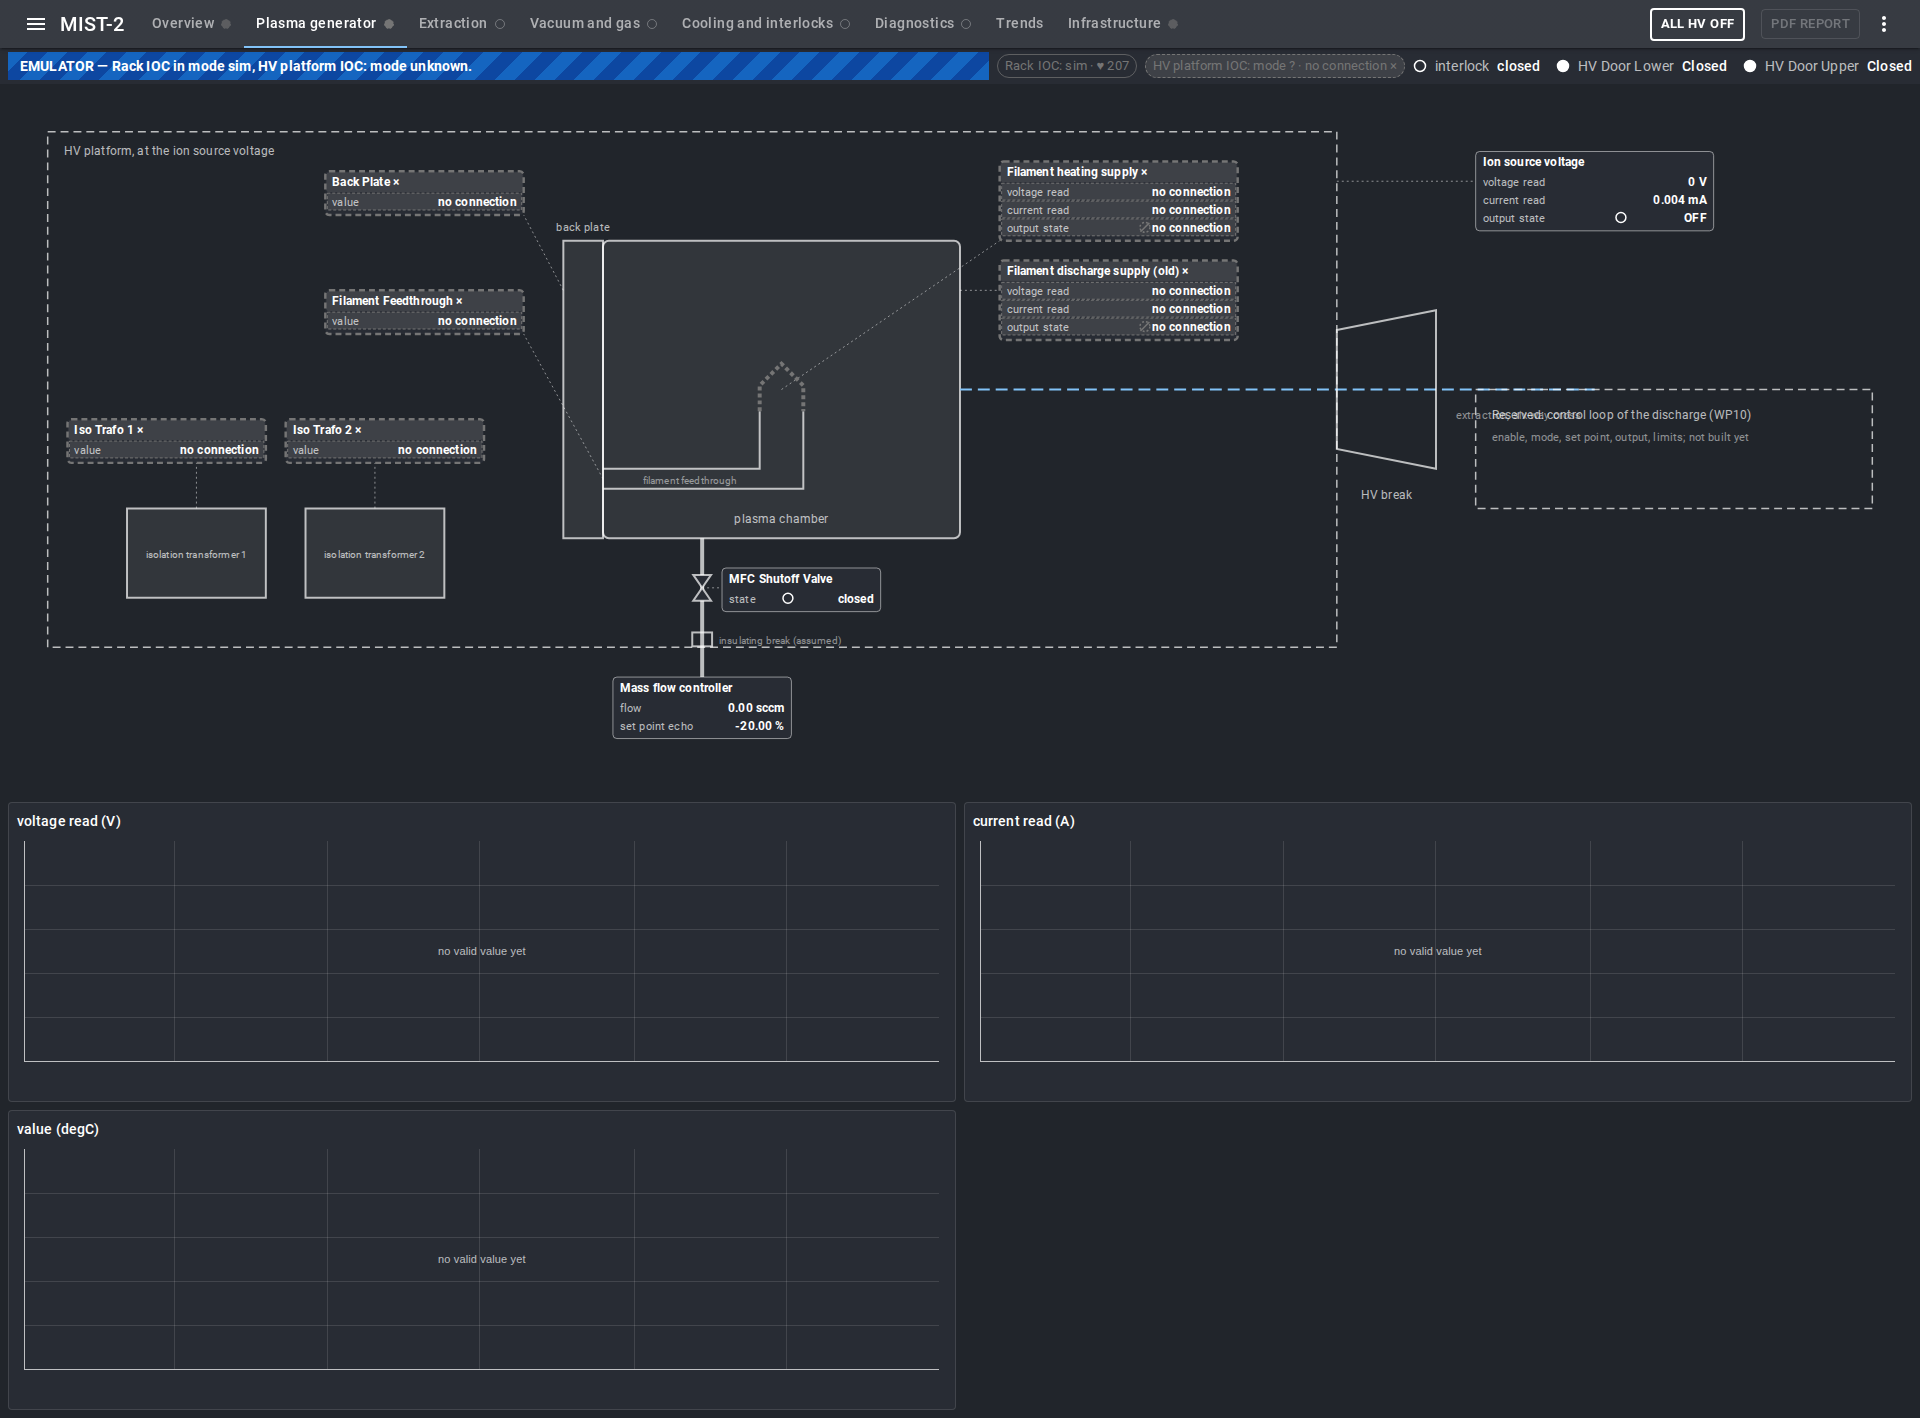 MIST-2
Overview
Plasma generator
Extraction
Vacuum and gas
Cooling and interlocks
Diagnostics
Trends
Infrastructure
ALL HV OFF
PDF REPORT
EMULATOR — Rack IOC in mode sim, HV platform IOC: mode unknown.
Rack IOC: sim · ♥ 207
HV platform IOC: mode ? · no connection ×
interlock closed
HV Door Lower Closed
HV Door Upper Closed
HV platform, at the ion source voltage
Back Plate ×
value no connection
Filament heating supply ×
voltage read no connection
current read no connection
output state no connection
Ion source voltage
voltage read 0 V
current read 0.004 mA
output state OFF
back plate
Filament Feedthrough ×
value no connection
Filament discharge supply (old) ×
voltage read no connection
current read no connection
output state no connection
Iso Trafo 1 ×
value no connection
Iso Trafo 2 ×
value no connection
Reserved: control loop of the discharge (WP10)
enable, mode, set point, output, limits; not built yet
filament feedthrough
HV break
plasma chamber
isolation transformer 1
isolation transformer 2
MFC Shutoff Valve
state closed
insulating break (assumed)
Mass flow controller
flow 0.00 sccm
set point echo -20.00 %
voltage read (V)
no valid value yet
current read (A)
no valid value yet
value (degC)
no valid value yet